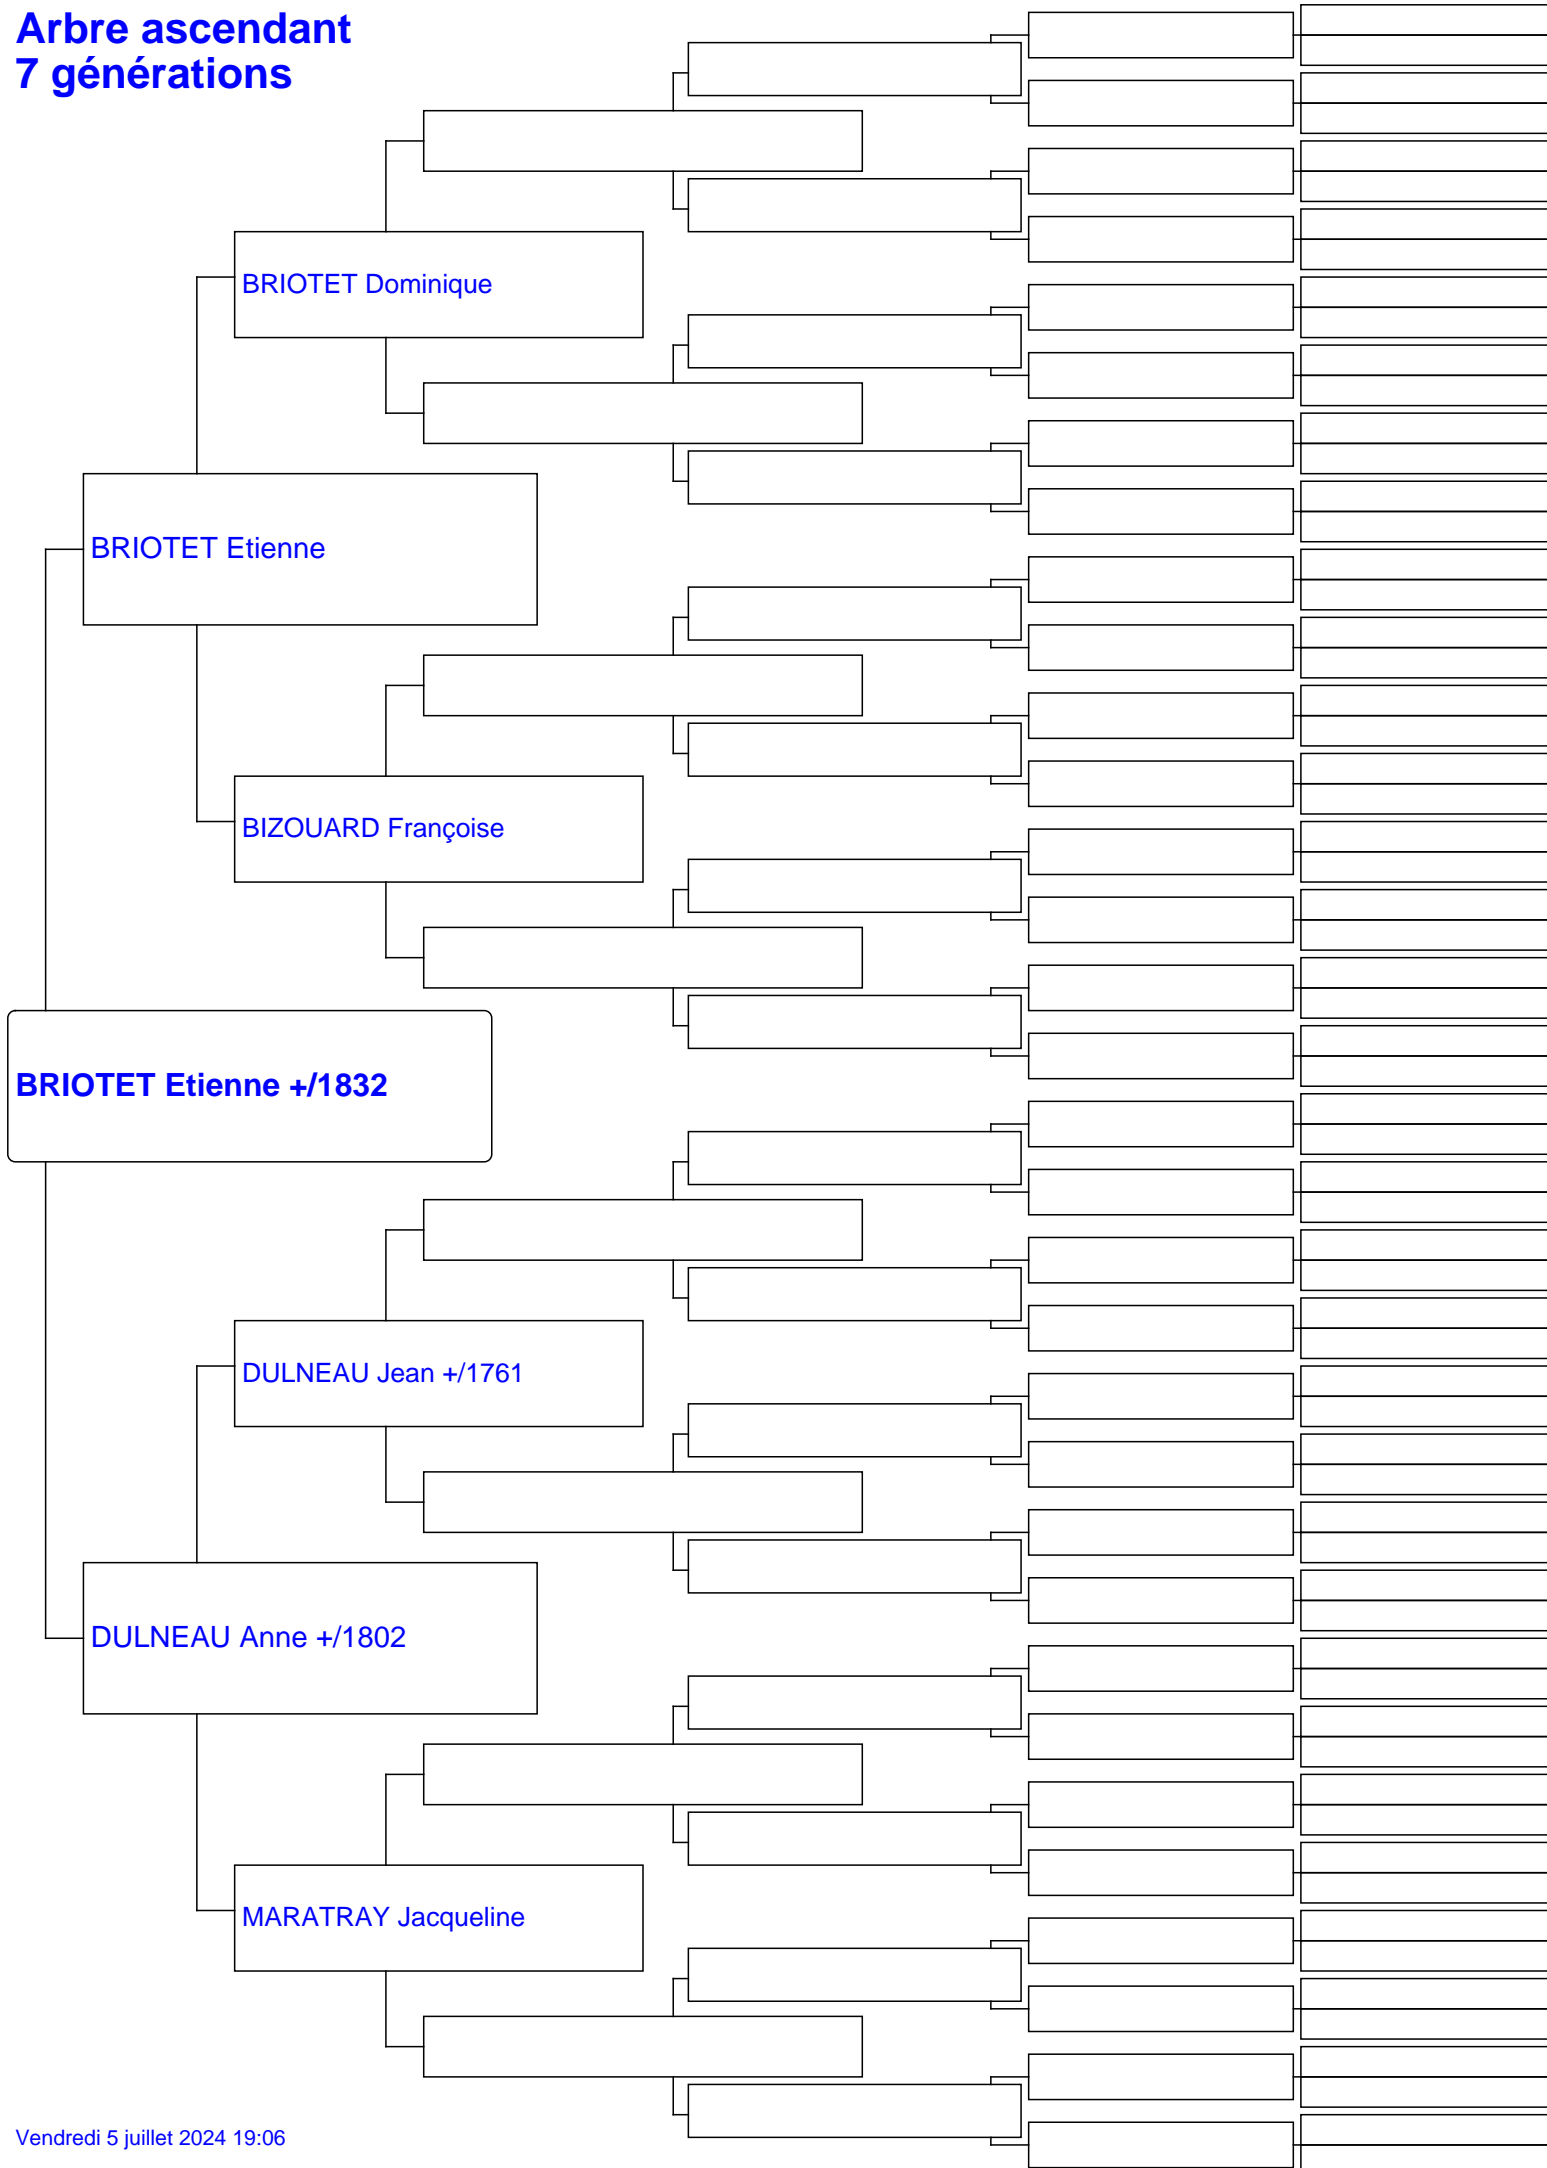 Arbre ascendant
7 générations
BRIOTET Dominique
BRIOTET Etienne
BIZOUARD Françoise
BRIOTET Etienne +/1832
DULNEAU Jean +/1761
DULNEAU Anne +/1802
MARATRAY Jacqueline
Vendredi 5 juillet 2024 19:06